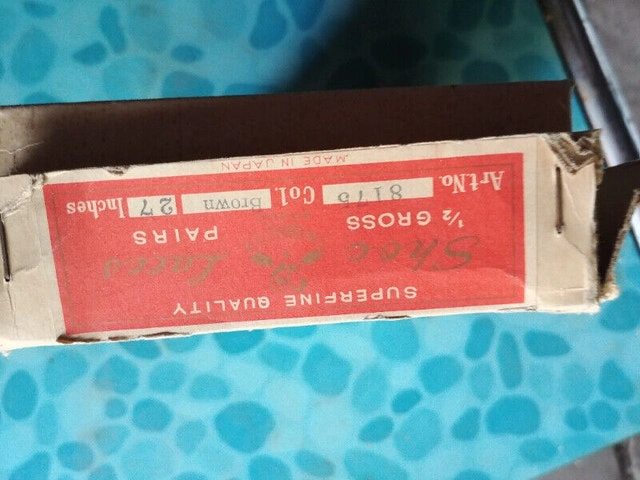 SUPERFINE QUALITY
Shoe Laces
½ GROSS PAIRS
Art.No. 8175 Col. Brown 27 Inches
MADE IN JAPAN